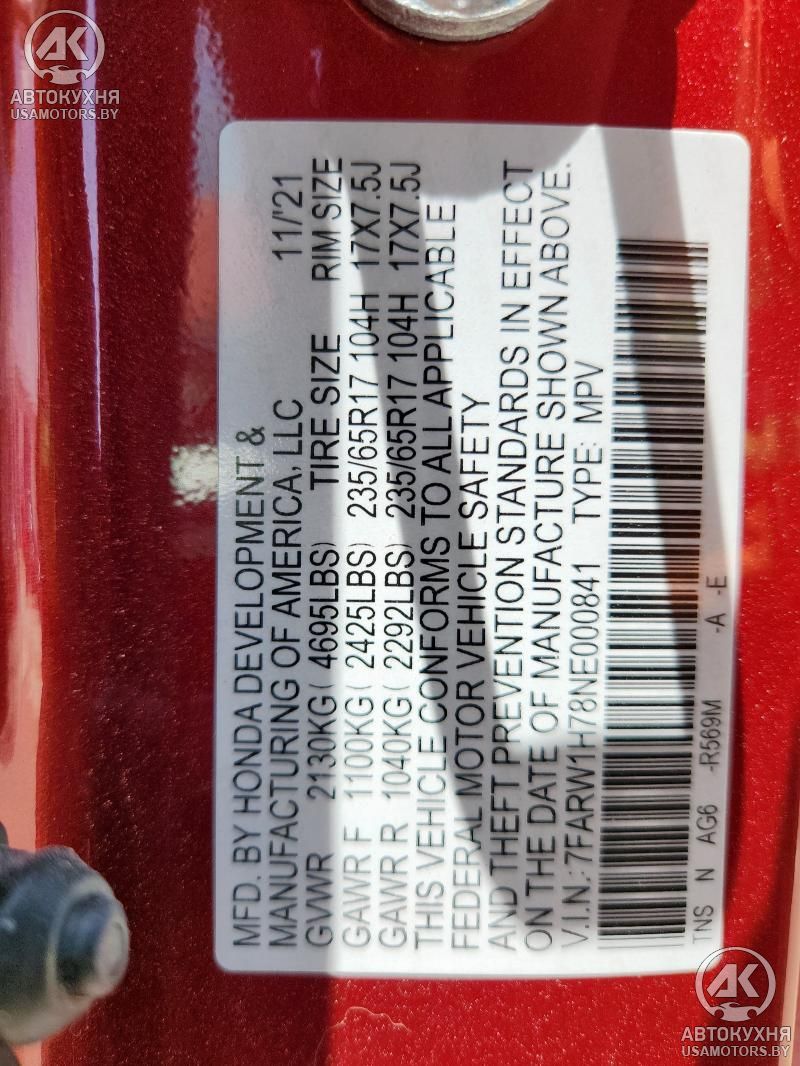 AK
АВТОКУХНЯ
USAMOTORS.BY
MFD. BY HONDA DEVELOPMENT &
MANUFACTURING OF AMERICA, LLC 11/'21
GVWR 2130KG( 4695LBS) TIRE SIZE RIM SIZE
GAWR F 1100KG( 2425LBS) 235/65R17 104H 17X7.5J
GAWR R 1040KG( 2292LBS) 235/65R17 104H 17X7.5J
THIS VEHICLE CONFORMS TO ALL APPLICABLE
FEDERAL MOTOR VEHICLE SAFETY
AND THEFT PREVENTION STANDARDS IN EFFECT
ON THE DATE OF MANUFACTURE SHOWN ABOVE.
V.I.N.: 7FARW1H78NE000841 TYPE: MPV
TNS N AG6 -R569M -A -E
AK
АВТОКУХНЯ
USAMOTORS.BY